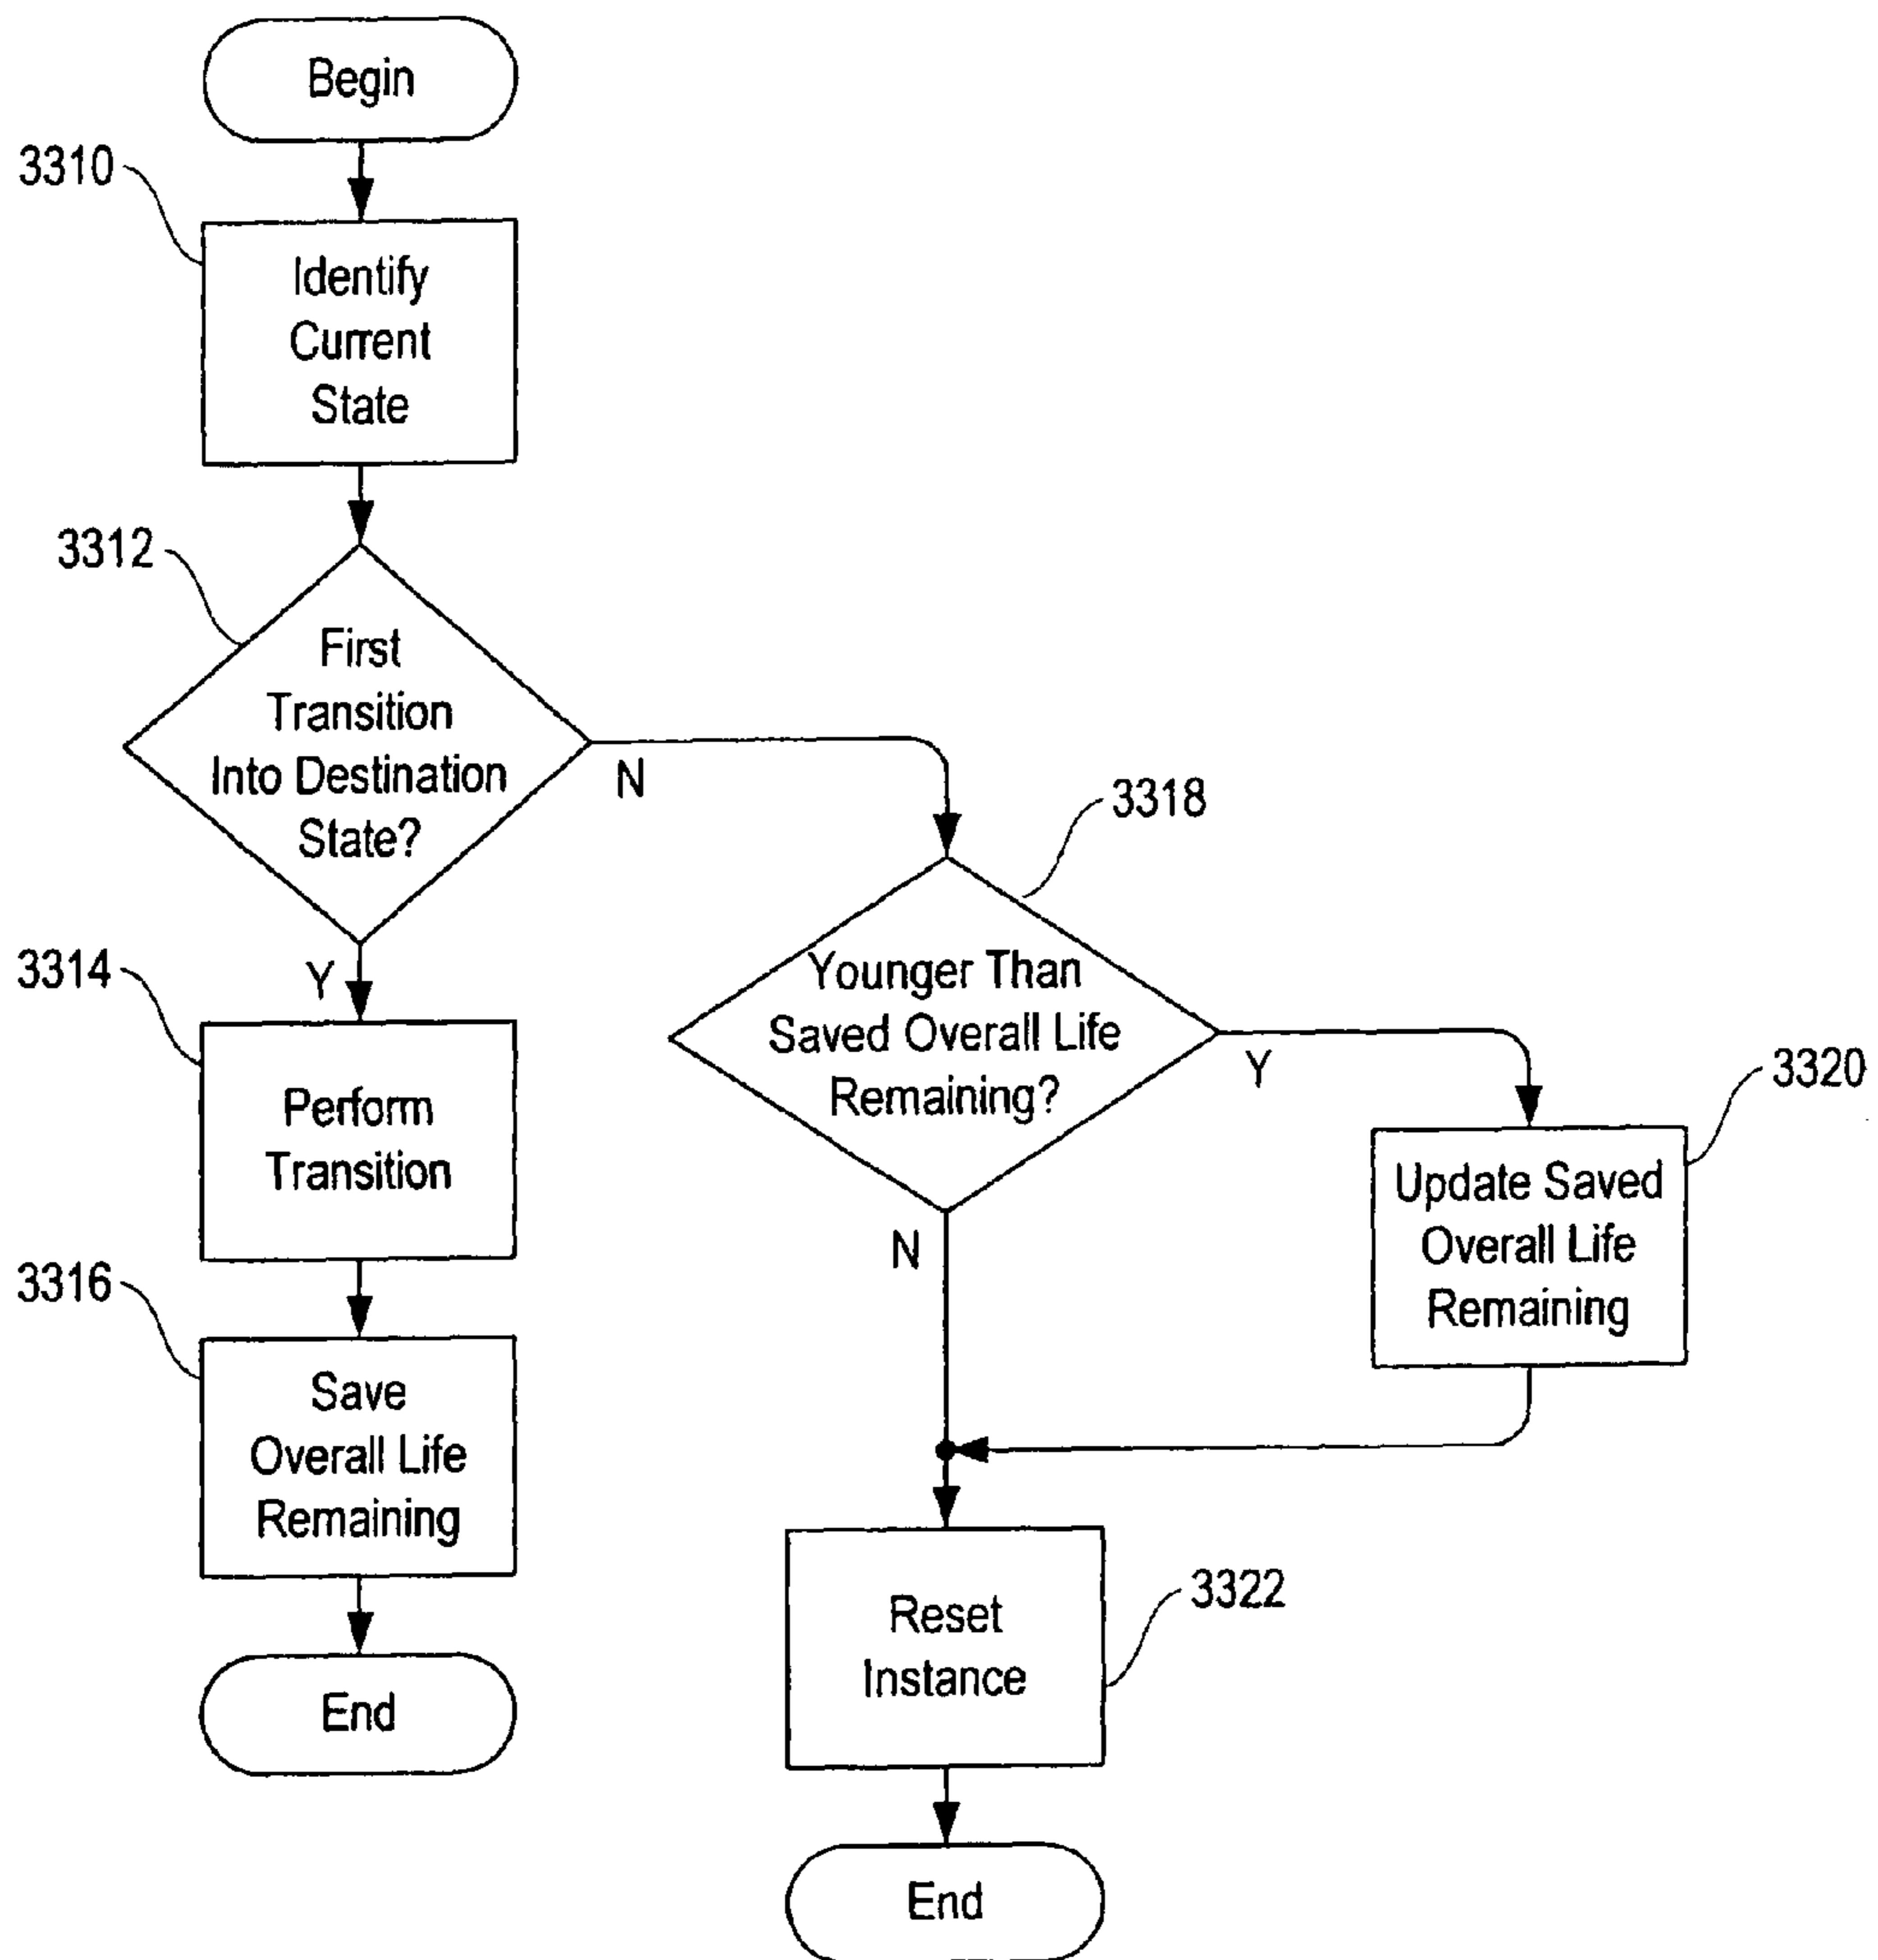 Begin
3310
Identify
Current
State
3312
First
Transition
Into Destination
State?
N
Y
3314
Perform
Transition
3316
Save
Overall Life
Remaining
End
3318
Younger Than
Saved Overall Life
Remaining?
Y
N
3320
Update Saved
Overall Life
Remaining
3322
Reset
Instance
End